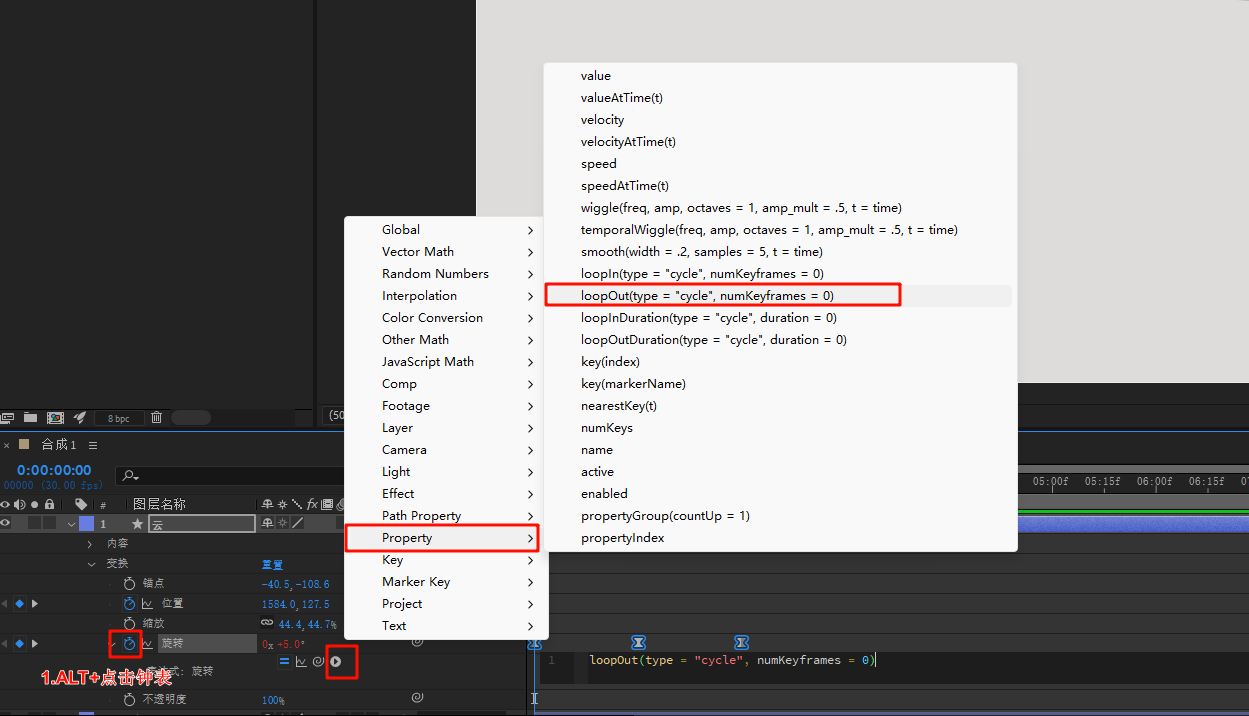 value
valueAtTime(t)
velocity
velocityAtTime(t)
speed
speedAtTime(t)
wiggle(freq, amp, octaves = 1, amp_mult = .5, t = time)
temporalWiggle(freq, amp, octaves = 1, amp_mult = .5, t = time)
smooth(width = .2, samples = 5, t = time)
loopIn(type = "cycle", numKeyframes = 0)
loopOut(type = "cycle", numKeyframes = 0)
loopInDuration(type = "cycle", duration = 0)
loopOutDuration(type = "cycle", duration = 0)
key(index)
key(markerName)
nearestKey(t)
numKeys
name
active
enabled
propertyGroup(countUp = 1)
propertyIndex
Global
Vector Math
Random Numbers
Interpolation
Color Conversion
Other Math
JavaScript Math
Comp
Footage
Layer
Camera
Light
Effect
Path Property
Property
Key
Marker Key
Project
Text
8 bpc
(50
合成 1
0:00:00:00
00000 (30.00 fps)
05:00f 05:15f 06:00f 06:15f
# 图层名称
fx
1 云
内容
变换 重置
锚点 -40.5,-108.6
位置 1584.0,127.5
缩放 44.4,44.7%
旋转 0x+5.0°
表达式:旋转
1 loopOut(type = "cycle", numKeyframes = 0)
1.ALT+点击钟表
不透明度 100%